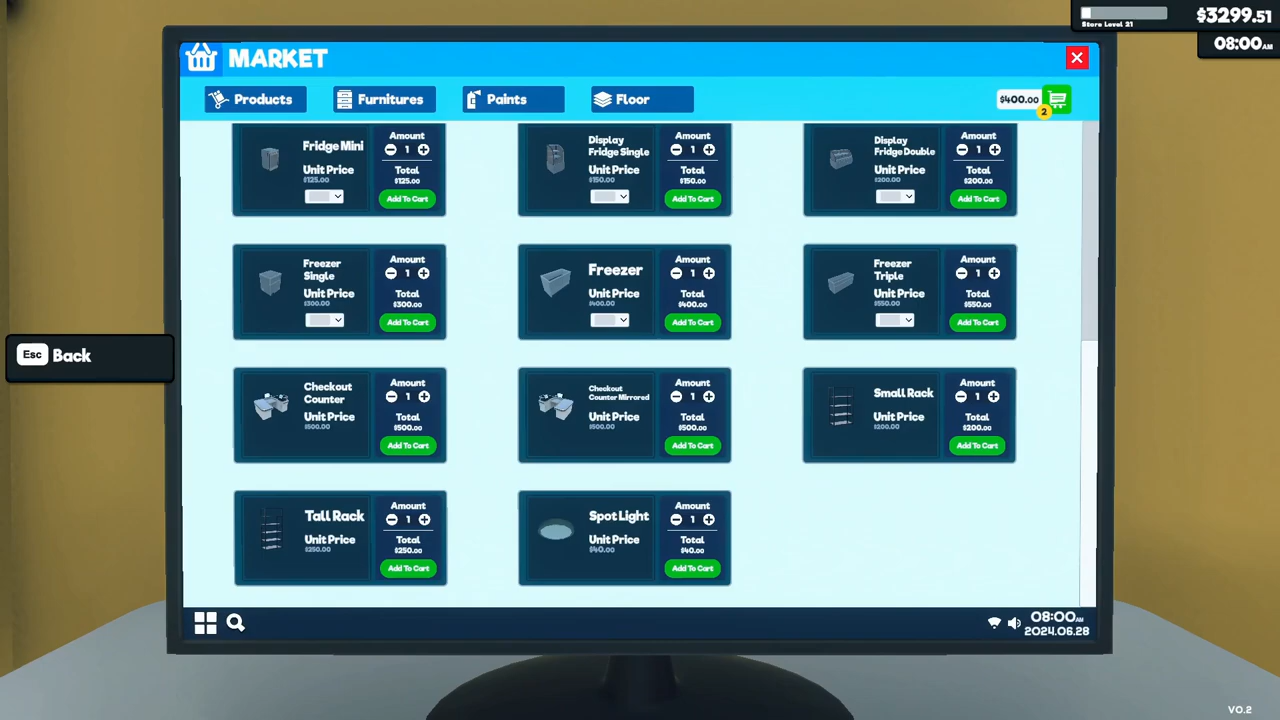 Store Level 21
$3299.51
08:00AM
MARKET
Products
Furnitures
Paints
Floor
$400.00
2
Fridge Mini
Unit Price
$125.00
Amount
1
Total
$125.00
Add To Cart
Display
Fridge Single
Unit Price
$150.00
Amount
1
Total
$150.00
Add To Cart
Display
Fridge Double
Unit Price
$200.00
Amount
1
Total
$200.00
Add To Cart
Freezer
Single
Unit Price
$300.00
Amount
1
Total
$300.00
Add To Cart
Freezer
Unit Price
$400.00
Amount
1
Total
$400.00
Add To Cart
Freezer
Triple
Unit Price
$550.00
Amount
1
Total
$550.00
Add To Cart
Esc Back
Checkout
Counter
Unit Price
$500.00
Amount
1
Total
$500.00
Add To Cart
Checkout
Counter Mirrored
Unit Price
$500.00
Amount
1
Total
$500.00
Add To Cart
Small Rack
Unit Price
$200.00
Amount
1
Total
$200.00
Add To Cart
Tall Rack
Unit Price
$250.00
Amount
1
Total
$250.00
Add To Cart
Spot Light
Unit Price
$40.00
Amount
1
Total
$40.00
Add To Cart
08:00AM
2024.06.28
V0.2